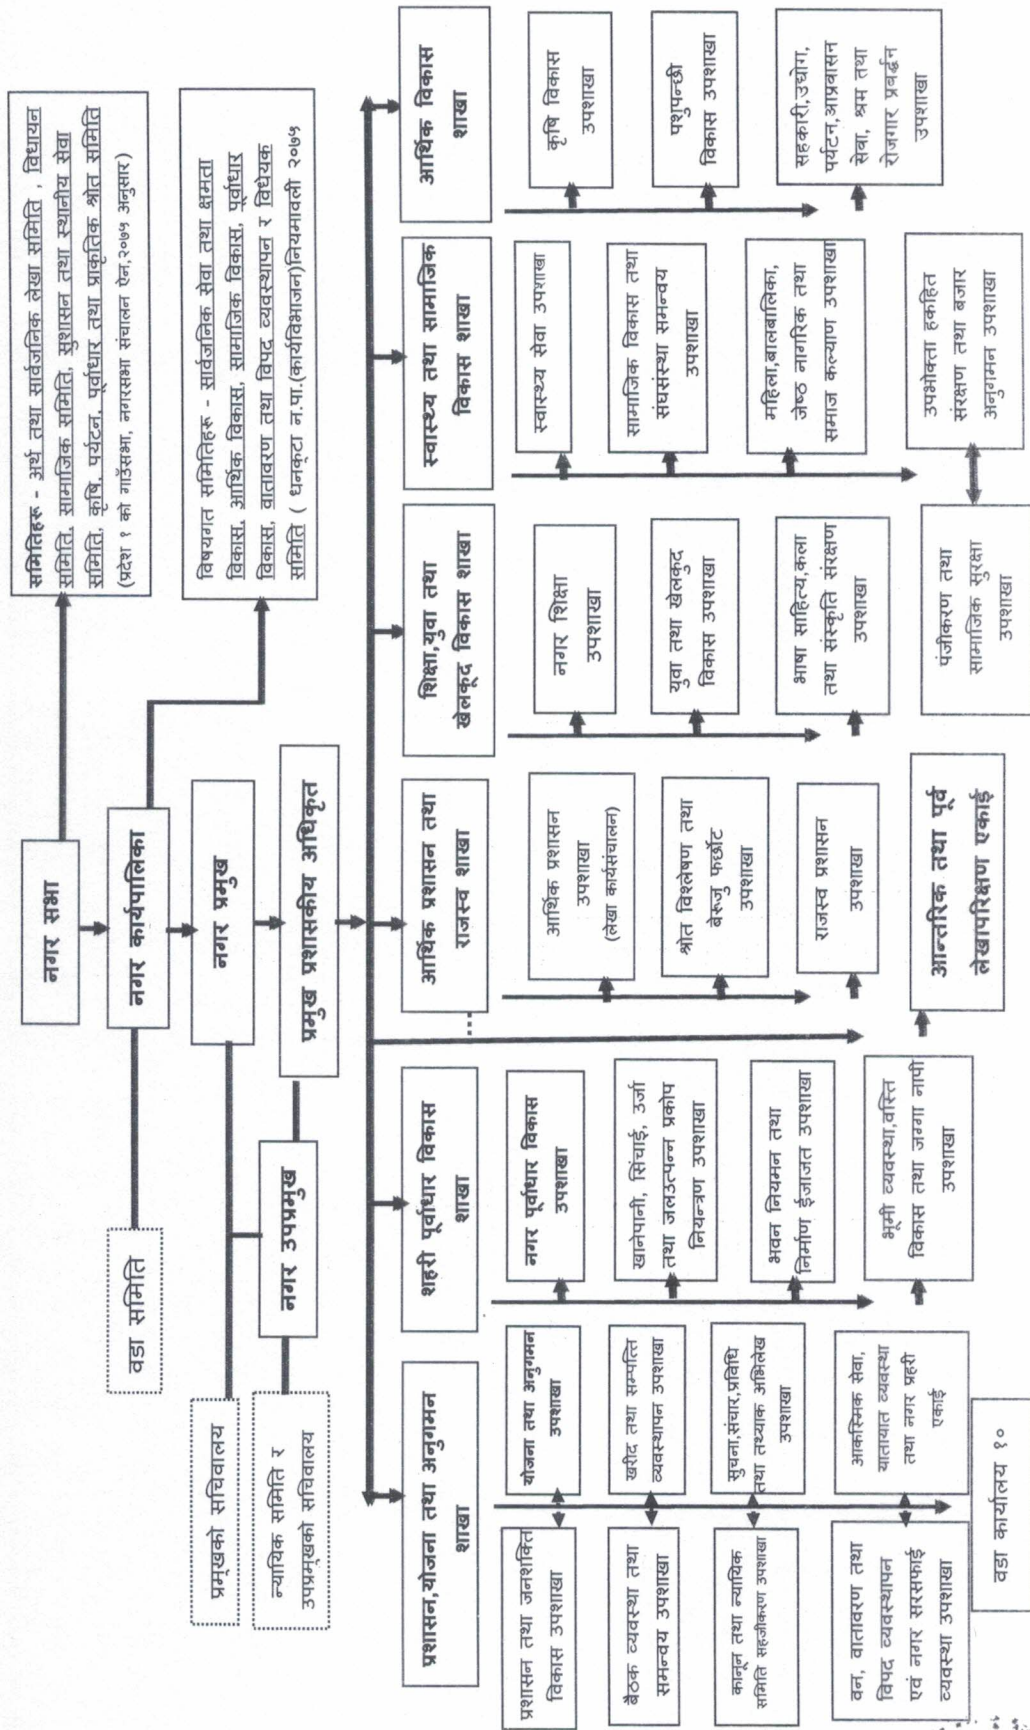 नगर सभा
समितिहरू - अर्थ तथा सार्वजनिक लेखा समिति , विधायन
समिति, सामाजिक समिति, सुशासन तथा स्थानीय सेवा
समिति, कृषि, पर्यटन, पूर्वाधार तथा प्राकृतिक श्रोत समिति
(प्रदेश १ को गाउँसभा, नगरसभा संचालन ऐन,२०७५ अनुसार)
वडा समिति
नगर कार्यपालिका
विषयगत समितिहरू - सार्वजनिक सेवा तथा क्षमता
विकास, आर्थिक विकास, सामाजिक विकास, पूर्वाधार
विकास, वातावरण तथा विपद व्यवस्थापन र विधेयक
समिति ( धनकुटा न.पा.(कार्यविभाजन)नियमावली २०७५
प्रमुखको सचिवालय
नगर प्रमुख
न्यायिक समिति र
उपप्रमुखको सचिवालय
नगर उपप्रमुख
प्रमुख प्रशासकीय अधिकृत
प्रशासन,योजना तथा अनुगमन
शाखा
शहरी पूर्वाधार विकास
शाखा
आर्थिक प्रशासन तथा
राजस्व शाखा
शिक्षा,युवा तथा
खेलकूद विकास शाखा
स्वास्थ्य तथा सामाजिक
विकास शाखा
आर्थिक विकास
शाखा
प्रशासन तथा जनशक्ति
विकास उपशाखा
योजना तथा अनुगमन
उपशाखा
बैठक व्यवस्था तथा
समन्वय उपशाखा
खरीद तथा सम्पत्ति
व्यवस्थापन उपशाखा
कानून तथा न्यायिक
समिति सहजीकरण उपशाखा
सुचना,संचार,प्रविधि
तथा तथ्याक अभिलेख
उपशाखा
वन, वातावरण तथा
विपद व्यवस्थापन
एवं नगर सरसफाई
व्यवस्था उपशाखा
आकस्मिक सेवा,
यातायात व्यवस्था
तथा नगर प्रहरी
एकाई
वडा कार्यालय १०
नगर पूर्वाधार विकास
उपशाखा
खानेपानी, सिंचाई, उर्जा
तथा जलउत्पन्न प्रकोप
नियन्त्रण उपशाखा
भवन नियमन तथा
निर्माण ईजाजत उपशाखा
भूमी व्यवस्था,वस्ति
विकास तथा जग्गा नापी
उपशाखा
आर्थिक प्रशासन
उपशाखा
(लेखा कार्यसंचालन)
श्रोत विश्लेषण तथा
बेरूजु फर्छौट
उपशाखा
राजस्व प्रशासन
उपशाखा
आन्तरिक तथा पूर्व
लेखापरिक्षण एकाई
नगर शिक्षा
उपशाखा
युवा तथा खेलकुद
विकास उपशाखा
भाषा साहित्य,कला
तथा संस्कृति संरक्षण
उपशाखा
पंजीकरण तथा
सामाजिक सुरक्षा
उपशाखा
स्वास्थ्य सेवा उपशाखा
सामाजिक विकास तथा
संघसंस्था समन्वय
उपशाखा
महिला,बालबालिका,
जेष्ठ नागरिक तथा
समाज कल्याण उपशाखा
उपभोक्ता हकहित
संरक्षण तथा बजार
अनुगमन उपशाखा
कृषि विकास
उपशाखा
पशुपन्छी
विकास उपशाखा
सहकारी,उधोग,
पर्यटन,आप्रवासन
सेवा, श्रम तथा
रोजगार प्रवर्द्धन
उपशाखा